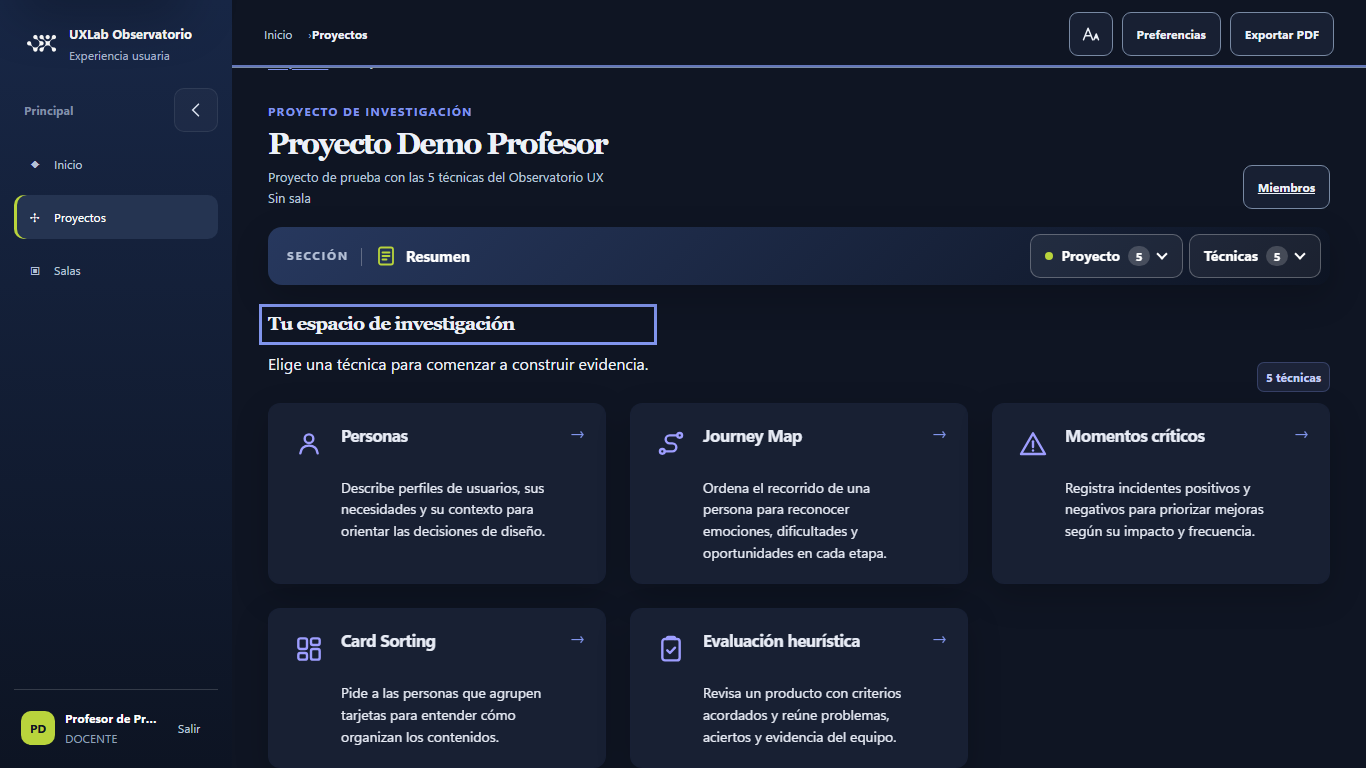 UXLab Observatorio
Experiencia usuaria
Principal
Inicio
Proyectos
Salas
PD
Profesor de Pr...
DOCENTE
Salir
Inicio ›Proyectos
AA
Preferencias
Exportar PDF
PROYECTO DE INVESTIGACIÓN
Proyecto Demo Profesor
Proyecto de prueba con las 5 técnicas del Observatorio UX
Sin sala
Miembros
SECCIÓN
Resumen
Proyecto 5
Técnicas 5
Tu espacio de investigación
Elige una técnica para comenzar a construir evidencia.
5 técnicas
Personas →
Describe perfiles de usuarios, sus
necesidades y su contexto para
orientar las decisiones de diseño.
Journey Map →
Ordena el recorrido de una
persona para reconocer
emociones, dificultades y
oportunidades en cada etapa.
Momentos críticos →
Registra incidentes positivos y
negativos para priorizar mejoras
según su impacto y frecuencia.
Card Sorting →
Pide a las personas que agrupen
tarjetas para entender cómo
organizan los contenidos.
Evaluación heurística →
Revisa un producto con criterios
acordados y reúne problemas,
aciertos y evidencia del equipo.